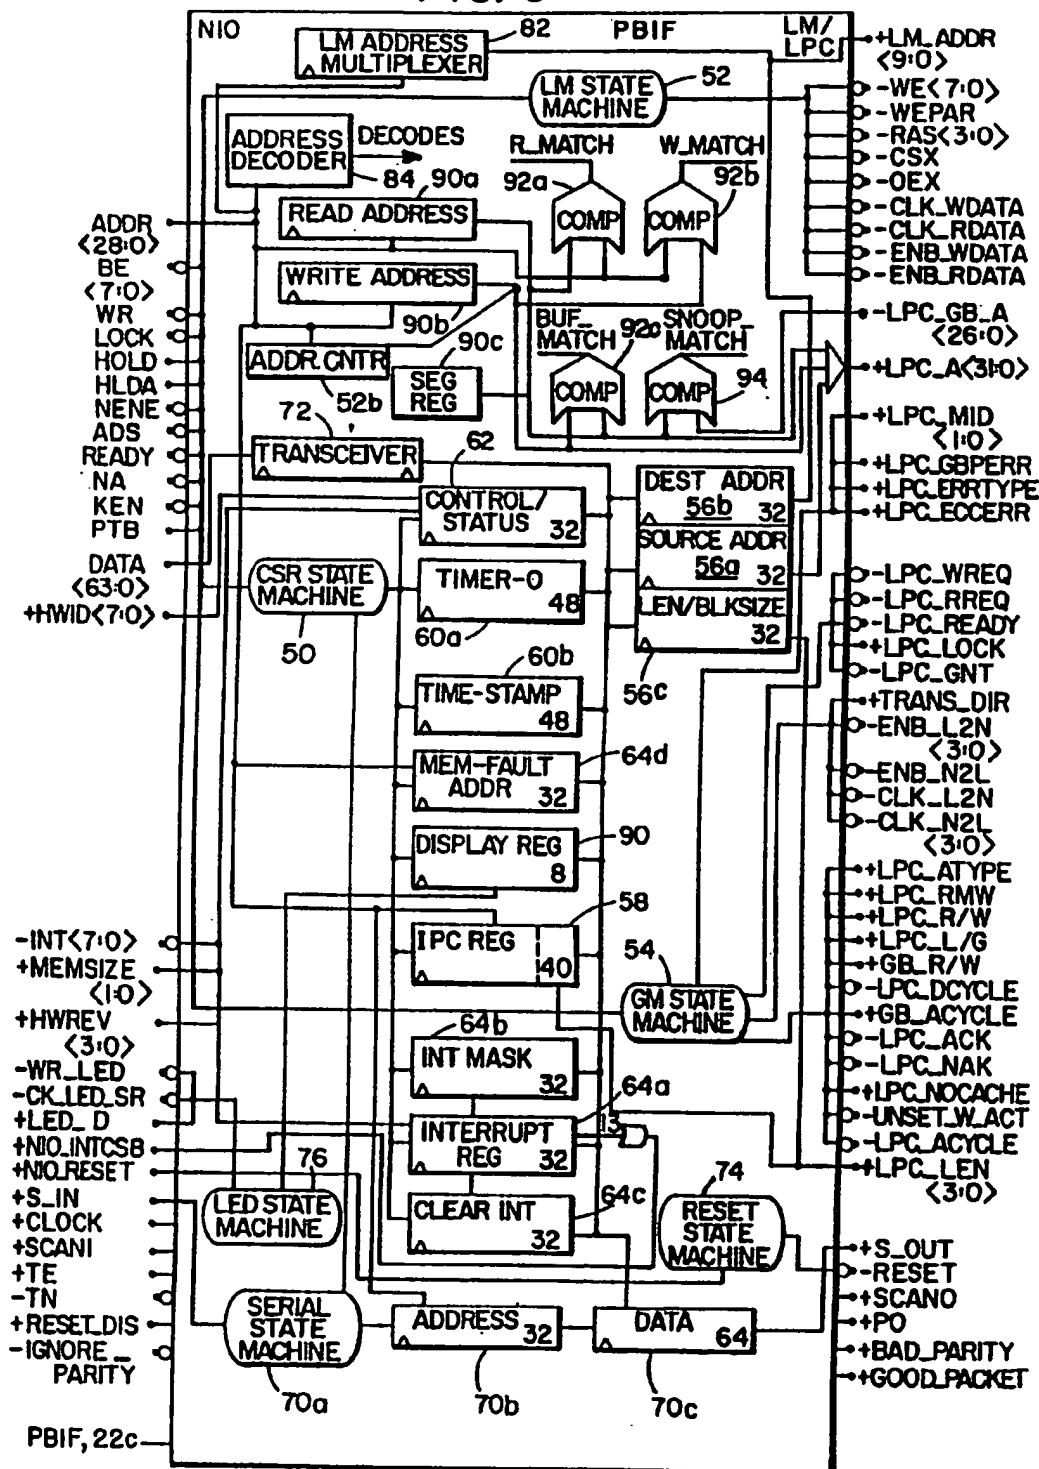 NIO PBIF LM/
LPC
82
LM ADDRESS
MULTIPLEXER
52
LM STATE
MACHINE
ADDRESS
DECODER
DECODES
84
90a
READ ADDRESS
WRITE ADDRESS
90b
ADDR. CNTR
52b
90c
SEG
REG
R_MATCH
W_MATCH
92a
92b
COMP
COMP
BUF_
MATCH
92c
SNOOP_
MATCH
COMP
COMP
94
72
TRANSCEIVER
62
CONTROL/
STATUS
32
DEST ADDR
56b 32
SOURCE ADDR
56a
32
LEN/BLKSIZE
32
56c
CSR STATE
MACHINE
50
TIMER-0
48
60a
60b
TIME-STAMP
48
MEM-FAULT
ADDR 32
64d
DISPLAY REG
8
90
58
IPC REG
40
54
GM STATE
MACHINE
64b
INT MASK
32
64a
INTERRUPT
REG 32
13
CLEAR INT
32
64c
74
RESET
STATE
MACHINE
76
LED STATE
MACHINE
SERIAL
STATE
MACHINE
70a
ADDRESS
32
70b
DATA
64
70c
ADDR
<28:0>
BE
<7:0>
WR
LOCK
HOLD
HLDA
NENE
ADS
READY
NA
KEN
PTB
DATA
<63:0>
+HWID<7:0>
-INT<7:0>
+MEMSIZE
<1:0>
+HWREV
<3:0>
-WR_LED
-CK_LED_SR
+LED_D
+NIO_INTCSB
+NIO_RESET
+S_IN
+CLOCK
+SCANI
+TE
-TN
+RESET_DIS
-IGNORE_
PARITY
PBIF, 22c
+LM_ADDR
<9:0>
-WE<7:0>
-WEPAR
-RAS<3:0>
-CSX
-OEX
-CLK_WDATA
-CLK_RDATA
-ENB_WDATA
-ENB_RDATA
-LPC_GB_A
<26:0>
+LPC_A<31:0>
+LPC_MID
<1:0>
+LPC_GBPERR
+LPC_ERRTYPE
+LPC_ECCERR
-LPC_WREQ
-LPC_RREQ
-LPC_READY
+LPC_LOCK
-LPC_GNT
+TRANS_DIR
-ENB_L2N
<3:0>
-ENB_N2L
-CLK_L2N
-CLK_N2L
<3:0>
+LPC_ATYPE
+LPC_RMW
+LPC_R/W
+LPC_L/G
+GB_R/W
-LPC_DCYCLE
+GB_ACYCLE
-LPC_ACK
-LPC_NAK
+LPC_NOCACHE
-UNSET_W_ACT
-LPC_ACYCLE
+LPC_LEN
<3:0>
+S_OUT
-RESET
+SCANO
+PO
+BAD_PARITY
+GOOD_PACKET